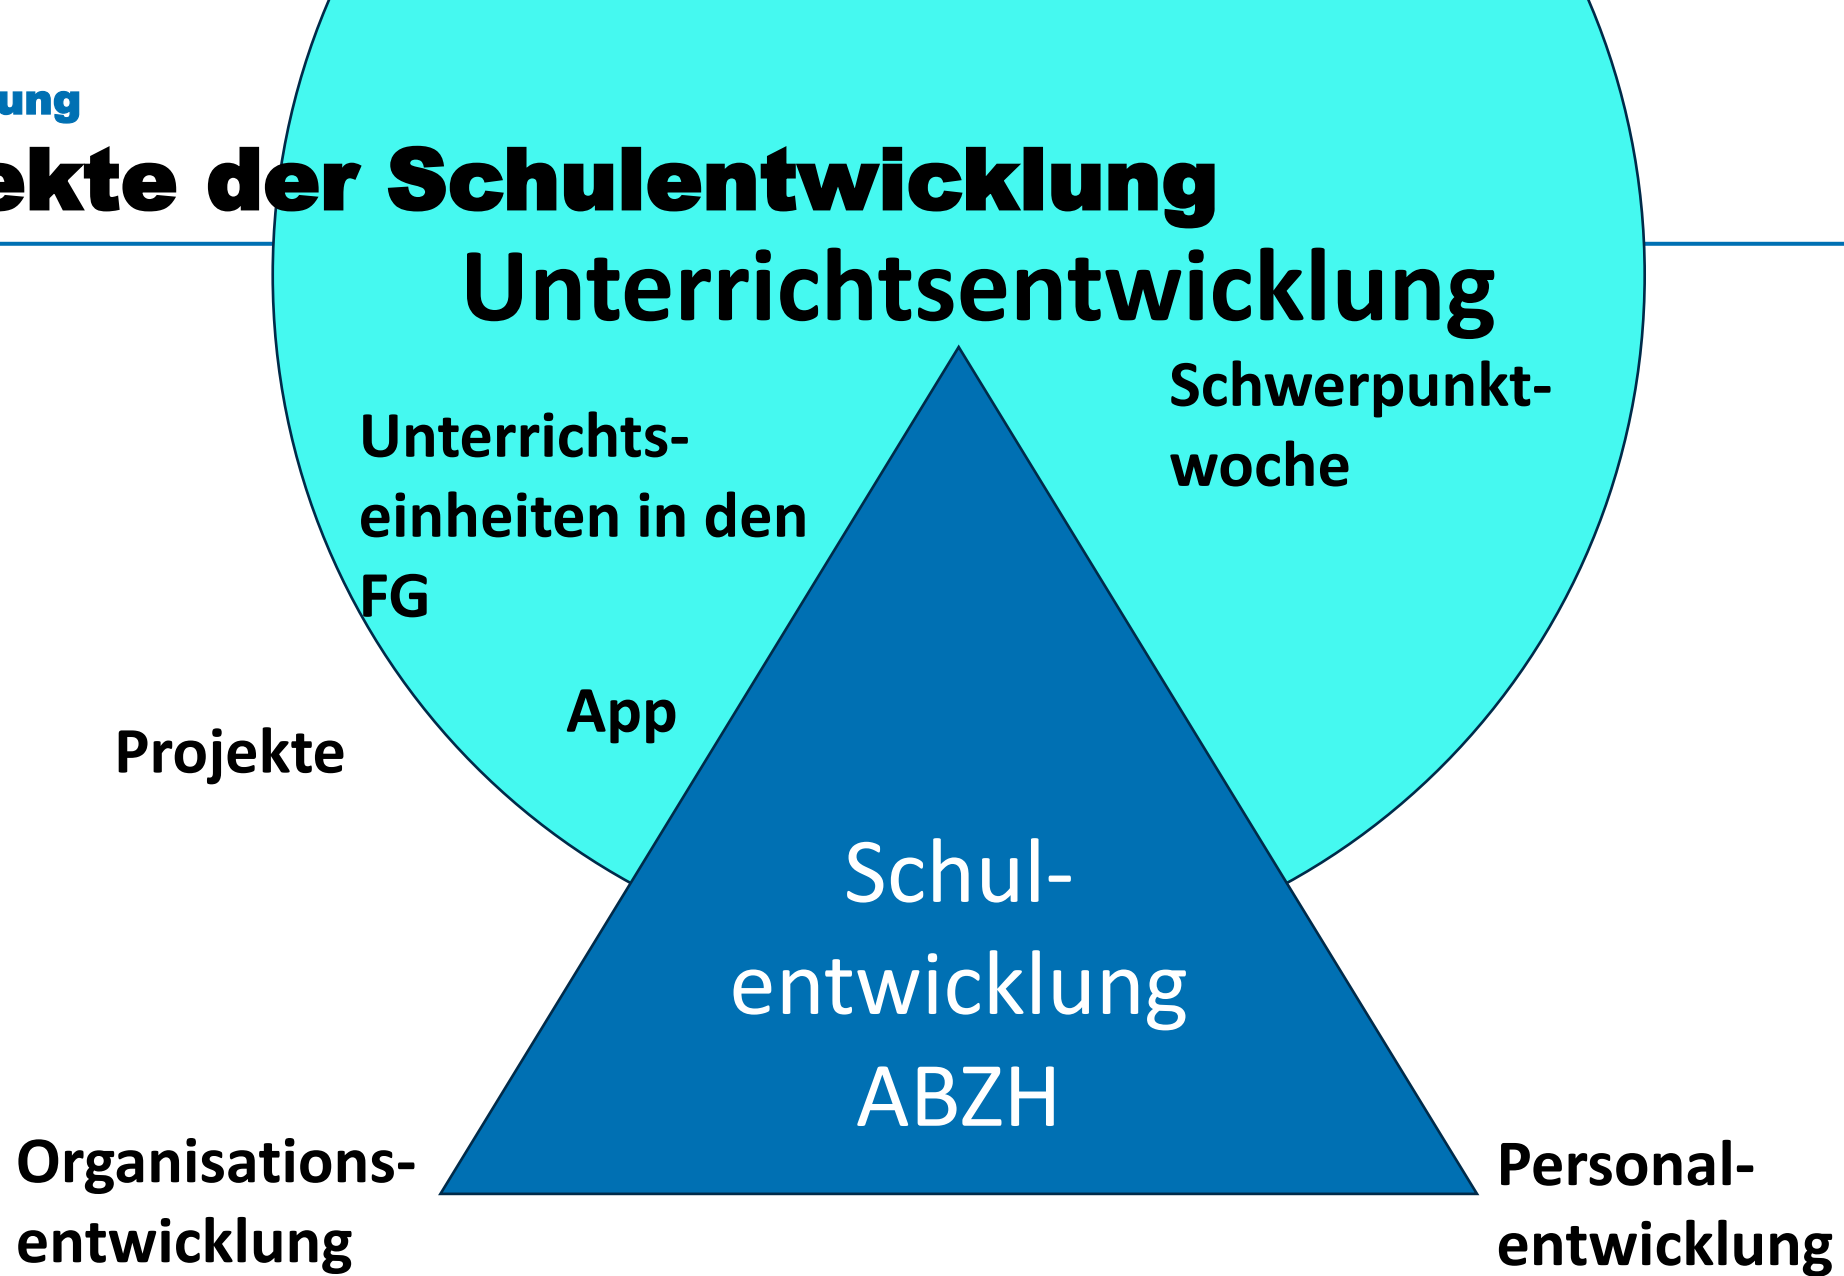 ung
ekte der Schulentwicklung
Unterrichtsentwicklung
Schwerpunkt-
woche
Unterrichts-
einheiten in den
FG
App
Projekte
Schul-
entwicklung
ABZH
Organisations-
entwicklung
Personal-
entwicklung